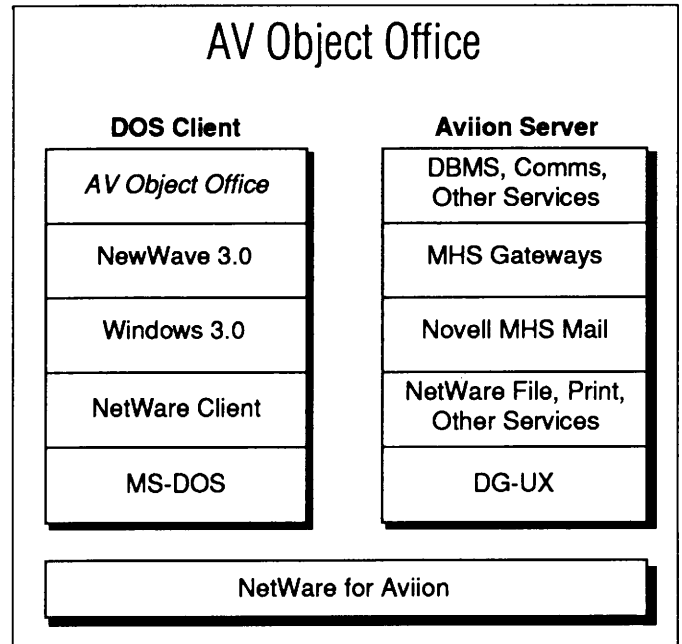 AV Object Office
DOS Client
AV Object Office
NewWave 3.0
Windows 3.0
NetWare Client
MS-DOS
Aviion Server
DBMS, Comms,
Other Services
MHS Gateways
Novell MHS Mail
NetWare File, Print,
Other Services
DG-UX
NetWare for Aviion